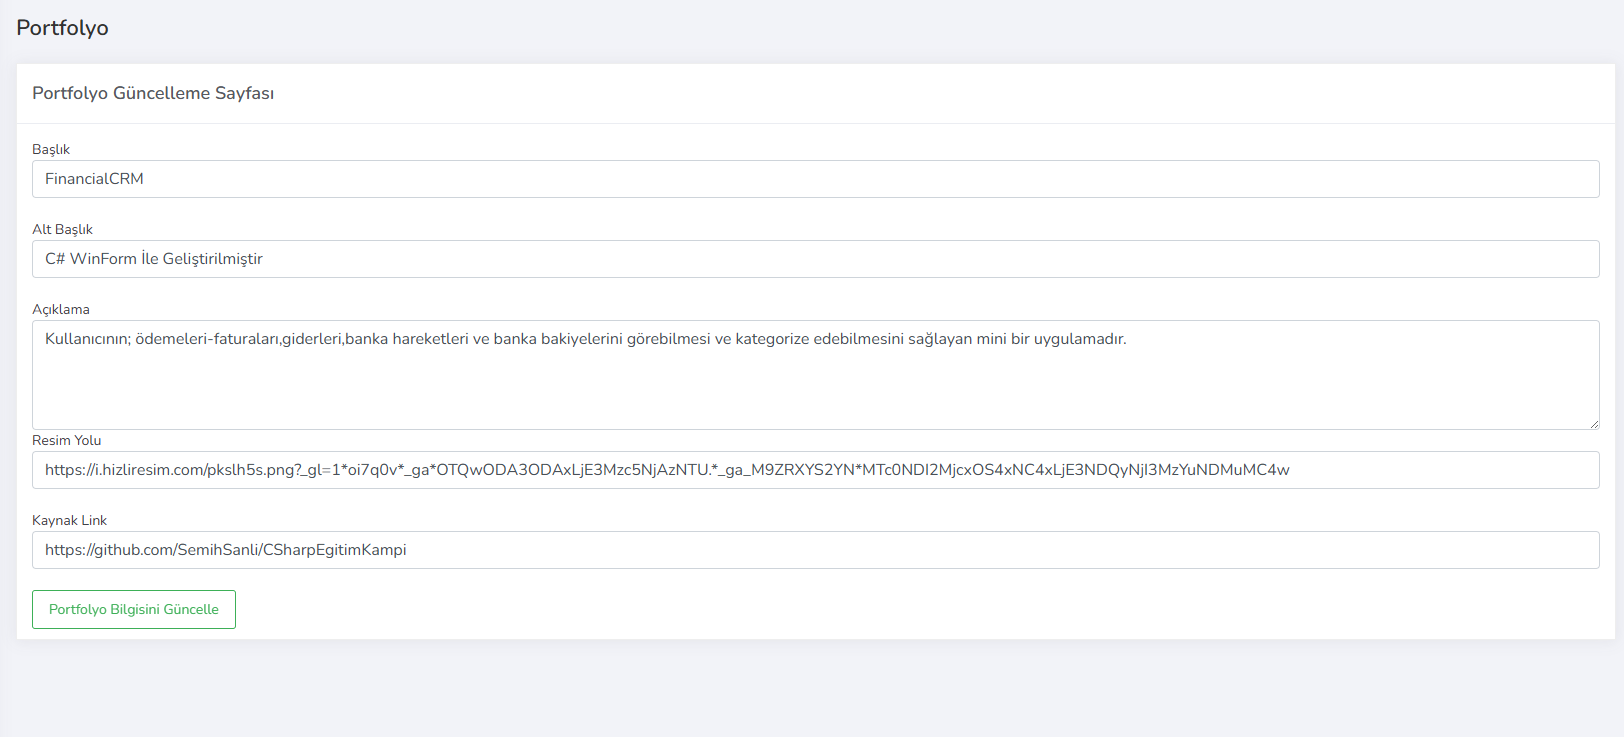 Portfolyo
Portfolyo Güncelleme Sayfası
Başlık
FinancialCRM
Alt Başlık
C# WinForm İle Geliştirilmiştir
Açıklama
Kullanıcının; ödemeleri-faturaları,giderleri,banka hareketleri ve banka bakiyelerini görebilmesi ve kategorize edebilmesini sağlayan mini bir uygulamadır.
Resim Yolu
https://i.hizliresim.com/pkslh5s.png?_gl=1*oi7q0v*_ga*OTQwODA3ODAxLjE3Mzc5NjAzNTU.*_ga_M9ZRXYS2YN*MTc0NDI2MjcxOS4xNC4xLjE3NDQyNjI3MzYuNDMuMC4w
Kaynak Link
https://github.com/SemihSanli/CSharpEgitimKampi
Portfolyo Bilgisini Güncelle